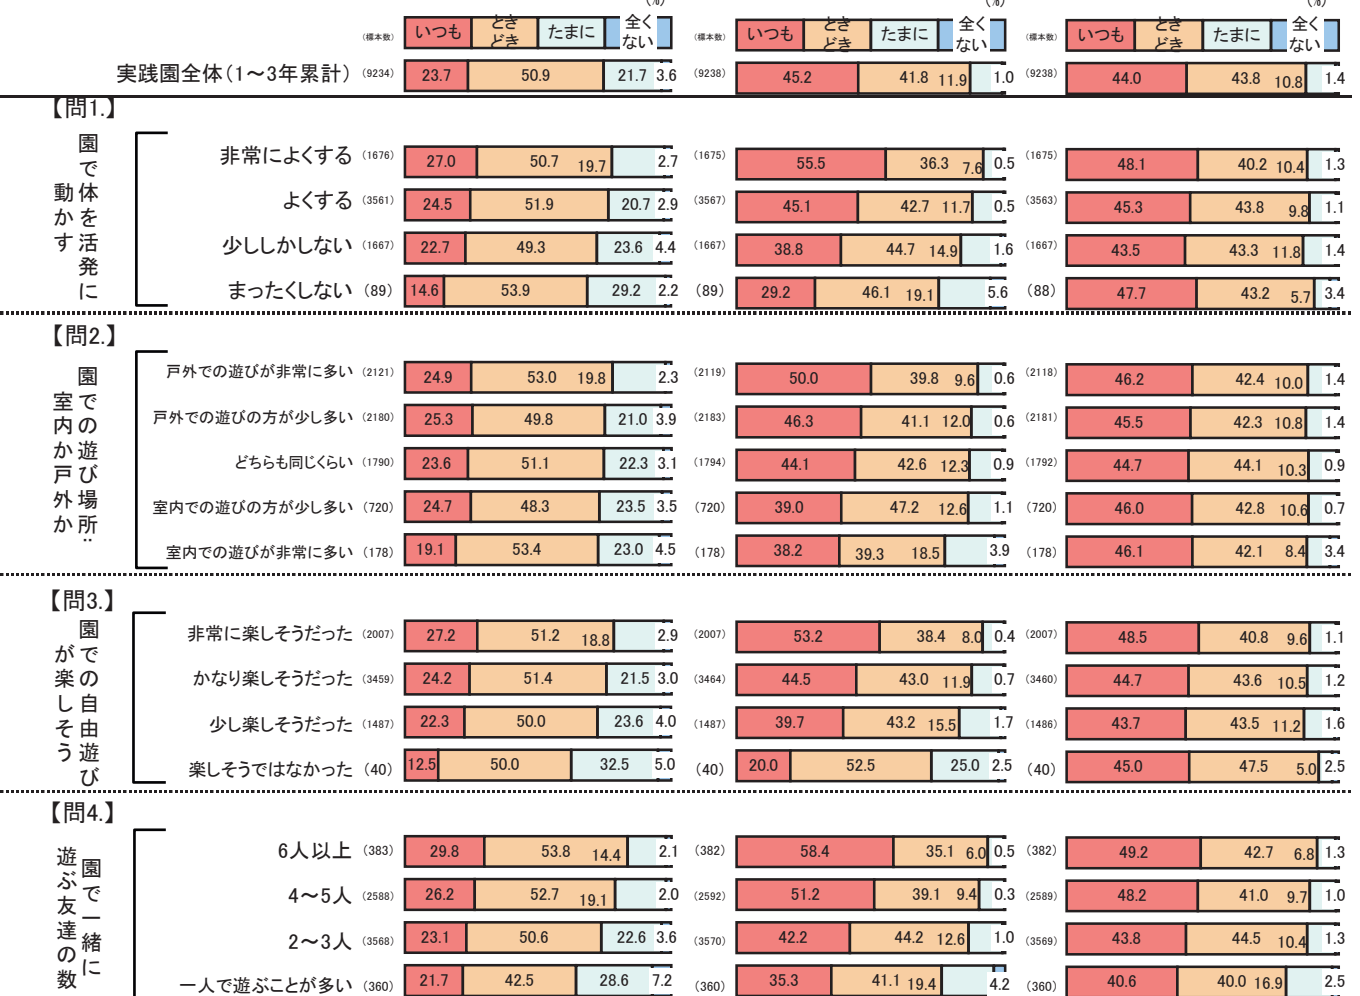 (%) (%) (%)
(標本数) いつも ときどき たまに 全くない (標本数) いつも ときどき たまに 全くない (標本数) いつも ときどき たまに 全くない
実践園全体（1～3年累計） (9234) 23.7 50.9 21.7 3.6 (9238) 45.2 41.8 11.9 1.0 (9238) 44.0 43.8 10.8 1.4
【問1.】
園で体を活発に
動かす
非常によくする (1676) 27.0 50.7 19.7 2.7 (1675) 55.5 36.3 7.6 0.5 (1675) 48.1 40.2 10.4 1.3
よくする (3561) 24.5 51.9 20.7 2.9 (3567) 45.1 42.7 11.7 0.5 (3563) 45.3 43.8 9.8 1.1
少ししかしない (1667) 22.7 49.3 23.6 4.4 (1667) 38.8 44.7 14.9 1.6 (1667) 43.5 43.3 11.8 1.4
まったくしない (89) 14.6 53.9 29.2 2.2 (89) 29.2 46.1 19.1 5.6 (88) 47.7 43.2 5.7 3.4
【問2.】
園での遊び場所：
室内か戸外か
戸外での遊びが非常に多い (2121) 24.9 53.0 19.8 2.3 (2119) 50.0 39.8 9.6 0.6 (2118) 46.2 42.4 10.0 1.4
戸外での遊びの方が少し多い (2180) 25.3 49.8 21.0 3.9 (2183) 46.3 41.1 12.0 0.6 (2181) 45.5 42.3 10.8 1.4
どちらも同じくらい (1790) 23.6 51.1 22.3 3.1 (1794) 44.1 42.6 12.3 0.9 (1792) 44.7 44.1 10.3 0.9
室内での遊びの方が少し多い (720) 24.7 48.3 23.5 3.5 (720) 39.0 47.2 12.6 1.1 (720) 46.0 42.8 10.6 0.7
室内での遊びが非常に多い (178) 19.1 53.4 23.0 4.5 (178) 38.2 39.3 18.5 3.9 (178) 46.1 42.1 8.4 3.4
【問3.】
園での自由遊び
が楽しそう
非常に楽しそうだった (2007) 27.2 51.2 18.8 2.9 (2007) 53.2 38.4 8.0 0.4 (2007) 48.5 40.8 9.6 1.1
かなり楽しそうだった (3459) 24.2 51.4 21.5 3.0 (3464) 44.5 43.0 11.9 0.7 (3460) 44.7 43.6 10.5 1.2
少し楽しそうだった (1487) 22.3 50.0 23.6 4.0 (1487) 39.7 43.2 15.5 1.7 (1486) 43.7 43.5 11.2 1.6
楽しそうではなかった (40) 12.5 50.0 32.5 5.0 (40) 20.0 52.5 25.0 2.5 (40) 45.0 47.5 5.0 2.5
【問4.】
園で一緒に
遊ぶ友達の数
6人以上 (383) 29.8 53.8 14.4 2.1 (382) 58.4 35.1 6.0 0.5 (382) 49.2 42.7 6.8 1.3
4～5人 (2588) 26.2 52.7 19.1 2.0 (2592) 51.2 39.1 9.4 0.3 (2589) 48.2 41.0 9.7 1.0
2～3人 (3568) 23.1 50.6 22.6 3.6 (3570) 42.2 44.2 12.6 1.0 (3569) 43.8 44.5 10.4 1.3
一人で遊ぶことが多い (360) 21.7 42.5 28.6 7.2 (360) 35.3 41.1 19.4 4.2 (360) 40.6 40.0 16.9 2.5